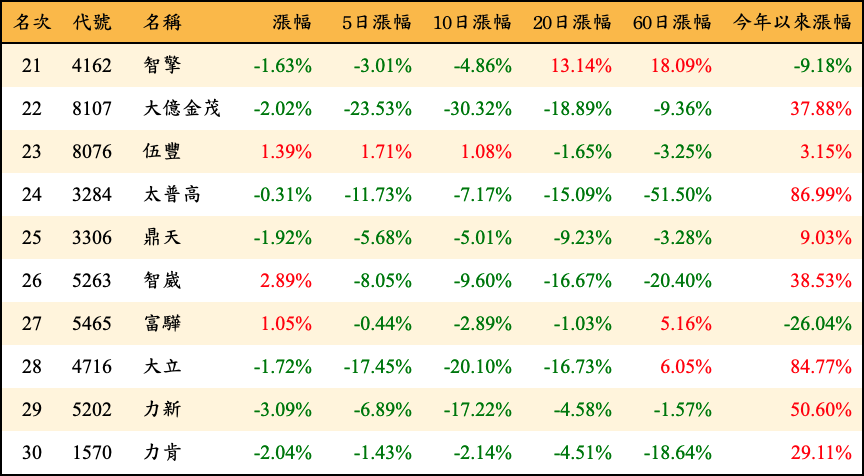 名次 代號 名稱 漲幅 5日漲幅 10日漲幅 20日漲幅 60日漲幅 今年以來漲幅
21 4162 智擎 -1.63% -3.01% -4.86% 13.14% 18.09% -9.18%
22 8107 大億金茂 -2.02% -23.53% -30.32% -18.89% -9.36% 37.88%
23 8076 伍豐 1.39% 1.71% 1.08% -1.65% -3.25% 3.15%
24 3284 太普高 -0.31% -11.73% -7.17% -15.09% -51.50% 86.99%
25 3306 鼎天 -1.92% -5.68% -5.01% -9.23% -3.28% 9.03%
26 5263 智崴 2.89% -8.05% -9.60% -16.67% -20.40% 38.53%
27 5465 富驊 1.05% -0.44% -2.89% -1.03% 5.16% -26.04%
28 4716 大立 -1.72% -17.45% -20.10% -16.73% 6.05% 84.77%
29 5202 力新 -3.09% -6.89% -17.22% -4.58% -1.57% 50.60%
30 1570 力肯 -2.04% -1.43% -2.14% -4.51% -18.64% 29.11%